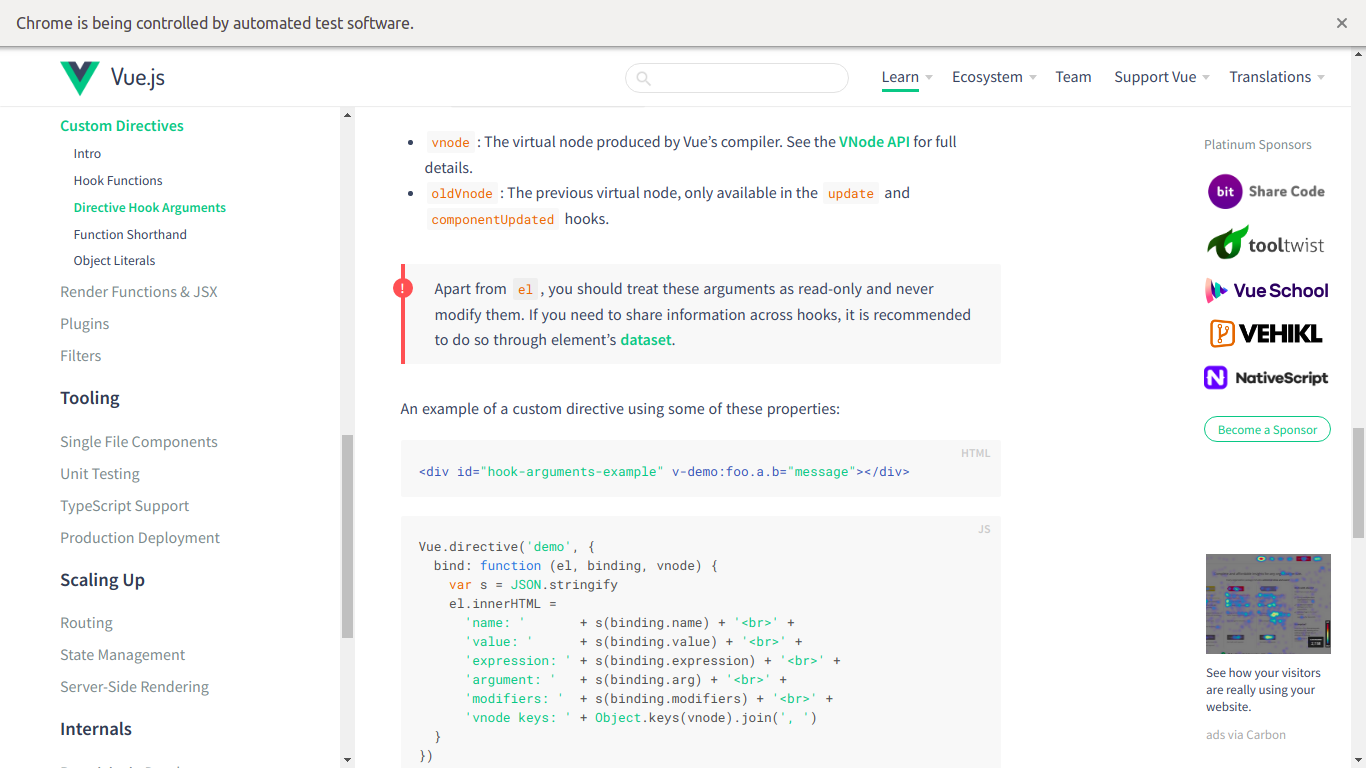 Chrome is being controlled by automated test software.
Vue.js
Learn
Ecosystem
Team
Support Vue
Translations
Custom Directives
Intro
Hook Functions
Directive Hook Arguments
Function Shorthand
Object Literals
Render Functions & JSX
Plugins
Filters
Tooling
Single File Components
Unit Testing
TypeScript Support
Production Deployment
Scaling Up
Routing
State Management
Server-Side Rendering
Internals
vnode : The virtual node produced by Vue’s compiler. See the VNode API for full
details.
oldVnode : The previous virtual node, only available in the update and
componentUpdated hooks.
!
Apart from el , you should treat these arguments as read-only and never
modify them. If you need to share information across hooks, it is recommended
to do so through element’s dataset.
An example of a custom directive using some of these properties:
HTML
<div id="hook-arguments-example" v-demo:foo.a.b="message"></div>
JS
Vue.directive('demo', {
  bind: function (el, binding, vnode) {
    var s = JSON.stringify
    el.innerHTML =
      'name: '       + s(binding.name) + '<br>' +
      'value: '      + s(binding.value) + '<br>' +
      'expression: ' + s(binding.expression) + '<br>' +
      'argument: '   + s(binding.arg) + '<br>' +
      'modifiers: '  + s(binding.modifiers) + '<br>' +
      'vnode keys: ' + Object.keys(vnode).join(', ')
  }
})
Platinum Sponsors
bit Share Code
tooltwist
Vue School
VEHIKL
NativeScript
Become a Sponsor
See how your visitors
are really using your
website.
ads via Carbon